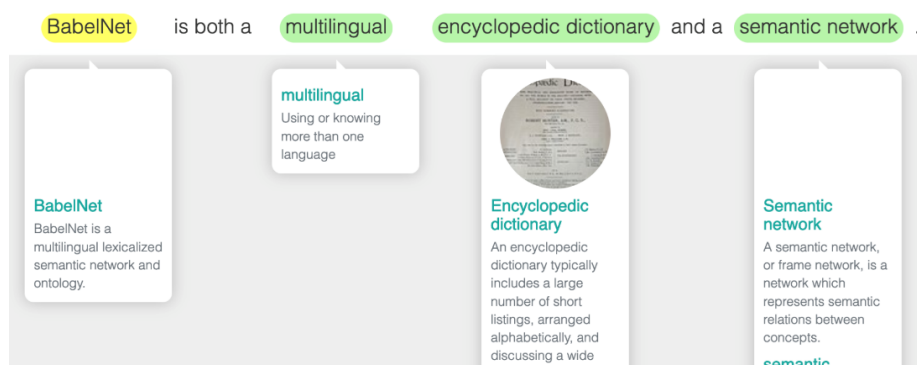 BabelNet is both a multilingual encyclopedic dictionary and a semantic network .
BabelNet
BabelNet is a
multilingual lexicalized
semantic network and
ontology.
multilingual
Using or knowing
more than one
language
Encyclopedic
dictionary
An encyclopedic
dictionary typically
includes a large
number of short
listings, arranged
alphabetically, and
discussing a wide
Semantic
network
A semantic network,
or frame network, is a
network which
represents semantic
relations between
concepts.
semantic